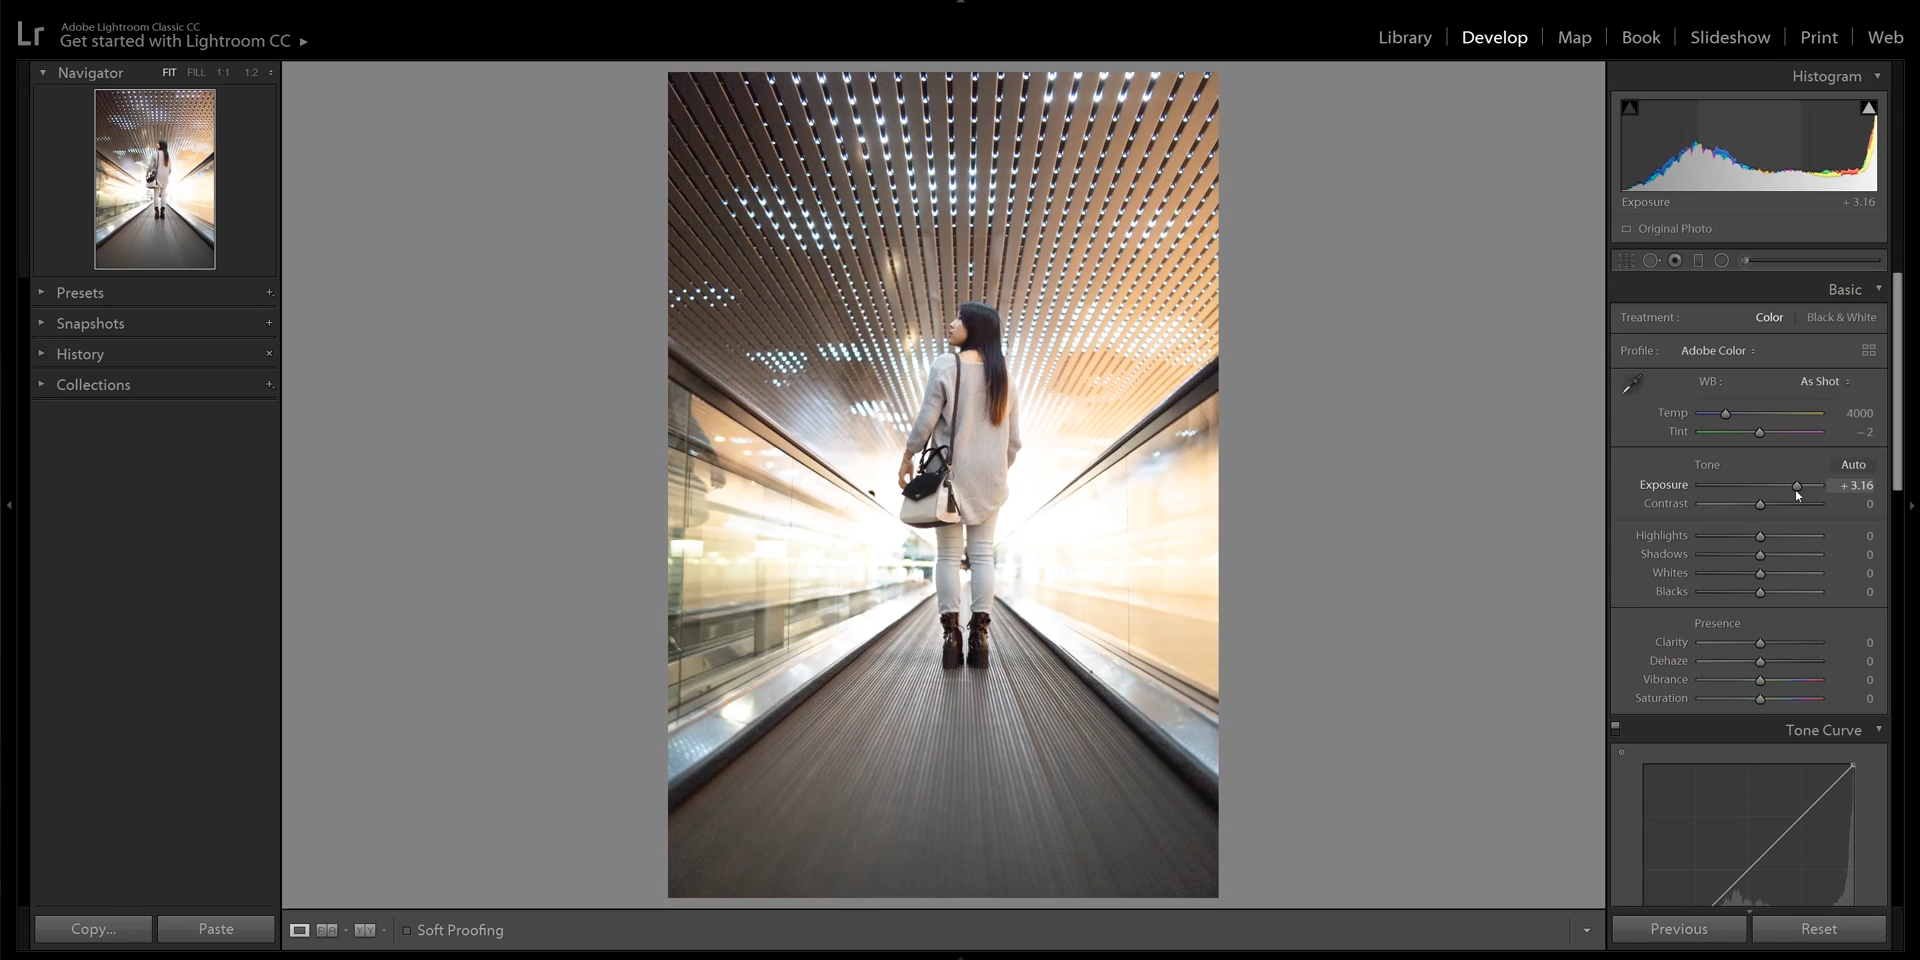 Lr
Adobe Lightroom Classic CC
Get started with Lightroom CC
Library | Develop | Map | Book | Slideshow | Print | Web
Navigator FIT FILL 1:1 1:2
Presets
Snapshots
History
Collections
Copy... Paste
Soft Proofing
Histogram
Exposure + 3.16
Original Photo
Basic
Treatment : Color | Black & White
Profile : Adobe Color
WB : As Shot
Temp 4000
Tint – 2
Tone Auto
Exposure + 3.16
Contrast 0
Highlights 0
Shadows 0
Whites 0
Blacks 0
Presence
Clarity 0
Dehaze 0
Vibrance 0
Saturation 0
Tone Curve
Previous Reset